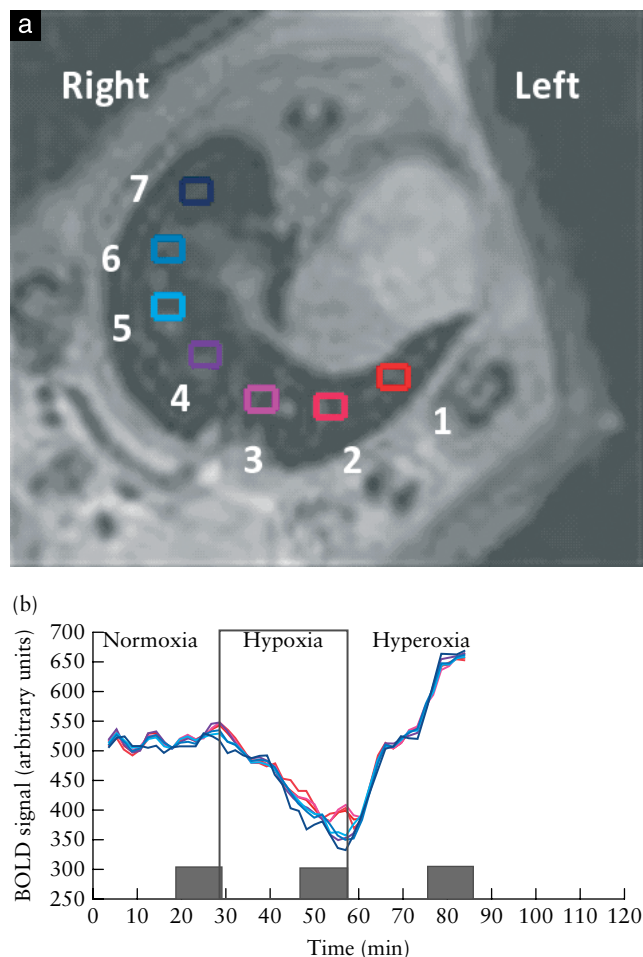 a
Right Left
7
6
5
4
3
2
1
(b)
Normoxia Hypoxia Hyperoxia
BOLD signal (arbitrary units)
700
650
600
550
500
450
400
350
300
250
0 10 20 30 40 50 60 70 80 90 100 110 120
Time (min)